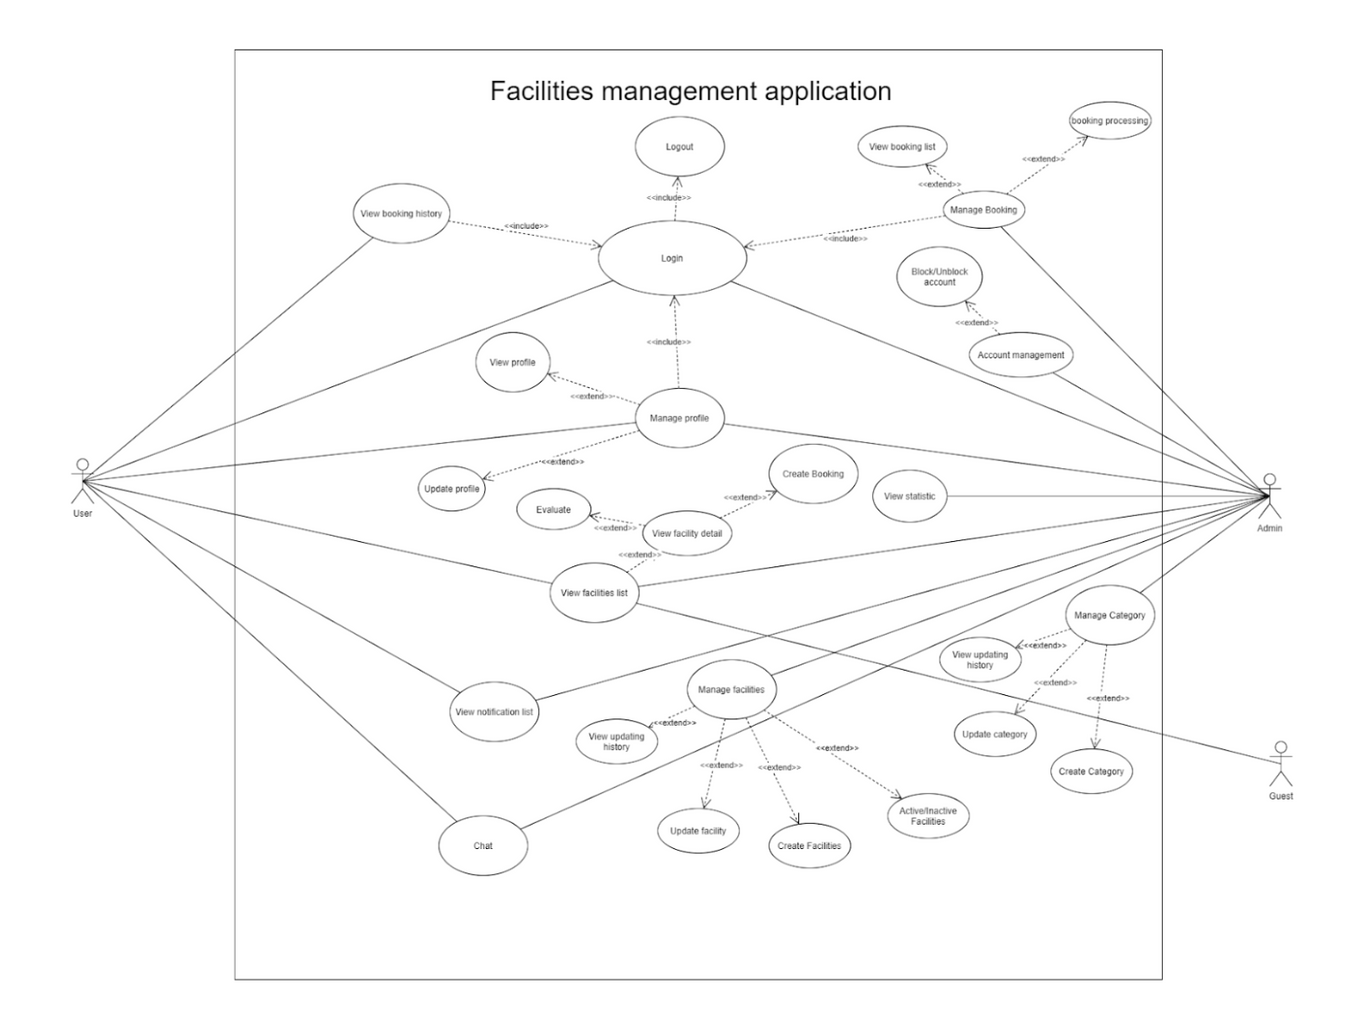 Facilities management application
Logout
View booking list
booking processing
<<extend>>
<<extend>>
<<include>>
View booking history
Manage Booking
<<include>>
<<include>>
Login
Block/Unblock
account
<<extend>>
<<include>>
Account management
View profile
<<extend>>
Manage profile
<<extend>>
Create Booking
Update profile
<<extend>>
View statistic
Evaluate
<<extend>>
View facility detail
User
Admin
<<extend>>
View facilities list
Manage Category
<<extend>>
View updating
history
<<extend>>
Manage facilities
<<extend>>
View notification list
<<extend>>
View updating
history
Update category
<<extend>>
<<extend>>
<<extend>>
Create Category
Guest
Active/Inactive
Facilities
Update facility
Create Facilities
Chat